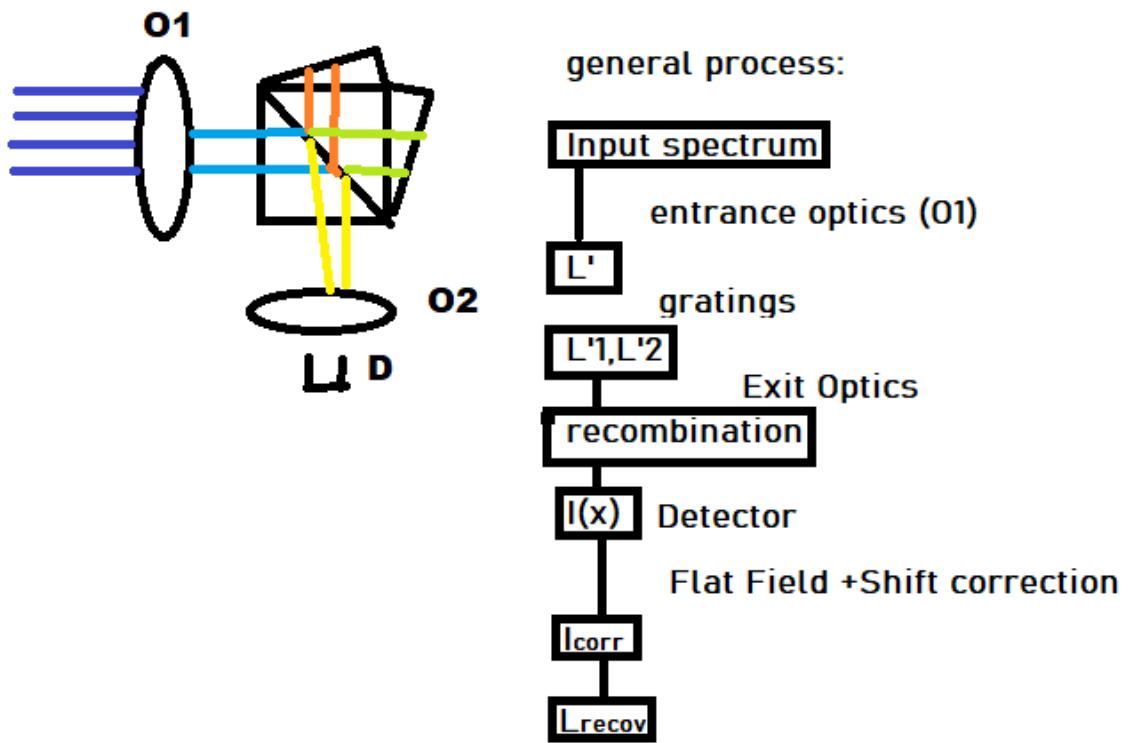 O1
O2
D
general process:
Input spectrum
entrance optics (O1)
L'
gratings
L'1,L'2
Exit Optics
recombination
I(x)
Detector
Flat Field +Shift correction
Icorr
Lrecov